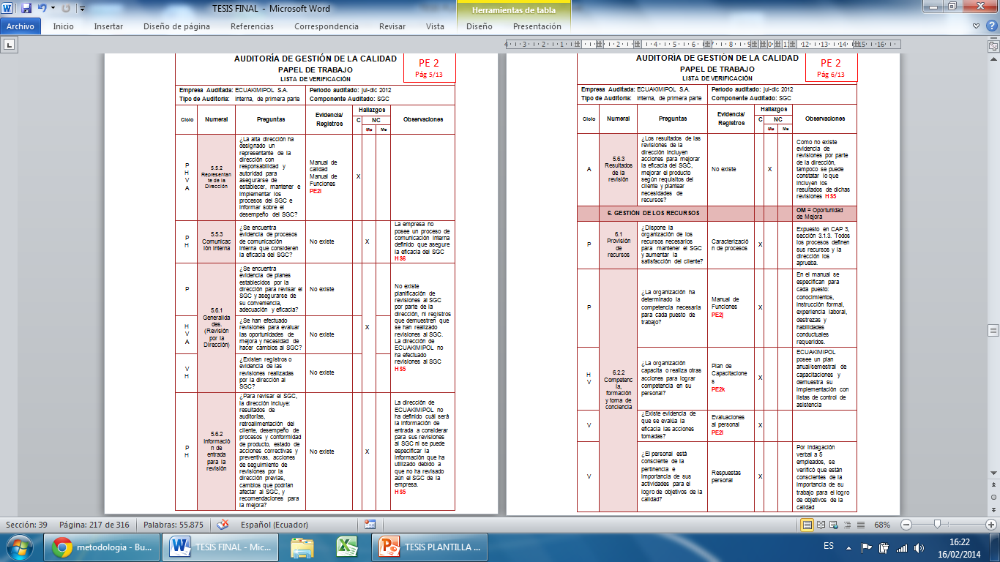 TESIS FINAL - Microsoft Word
Herramientas de tabla
Archivo Inicio Insertar Diseño de página Referencias Correspondencia Revisar Vista Diseño Presentación
AUDITORÍA DE GESTIÓN DE LA CALIDAD
PAPEL DE TRABAJO
LISTA DE VERIFICACIÓN
PE 2
Pág 5/13
Empresa Auditada: ECUAKIMIPOL S.A.
Tipo de Auditoría: Interna, de primera parte
Período auditado: jul-dic 2012
Componente Auditado: SGC
Ciclo
Numeral
Preguntas
Evidencia/
Registros
Hallazgos
C NC
Ma Me
Observaciones
P
H
V
A
5.5.2
Representan
te de la
Dirección
¿La alta dirección ha
designado un
representante de la
dirección con
responsabilidad y
autoridad para
asegurarse de
establecer, mantener e
implementar los
procesos del SGC e
informar sobre el
desempeño del SGC?
Manual de
calidad
Manual de
Funciones
PE2i
X
P
H
5.5.3
Comunicac
ión interna
¿Se encuentra
evidencia de procesos
de comunicación
interna que consideren
la eficacia del SGC?
No existe
X
La empresa no
posee un proceso de
comunicación interna
definido que asegure
la eficacia del SGC
H$6
P
5.6.1
Generalida
des.
(Revisión
por la
Dirección)
¿Se encuentra
evidencia de planes
establecidos por la
dirección para revisar el
SGC y asegurarse de
su conveniencia,
adecuación y eficacia?
No existe
X
No existe
planificación de
revisiones al SGC
por parte de la
dirección, ni registros
que demuestren que
se han realizado
revisiones al SGC.
La dirección de
ECUAKIMIPOL no
ha efectuado
revisiones al SGC
H$5
H
V
A
¿Se han efectuado
revisiones para evaluar
las oportunidades de
mejora y necesidad de
hacer cambios al SGC?
No existe
V
H
¿Existen registros o
evidencia de las
revisiones realizadas
por la dirección al
SGC?
No existe
P
H
5.6.2
Informació
n de
entrada
para la
revisión
¿Para revisar el SGC,
la dirección incluye:
resultados de
auditorías,
retroalimentación del
cliente, desempeño de
procesos y conformidad
de producto, estado de
acciones correctivas y
preventivas, acciones
de seguimiento de
revisiones por la
dirección previas,
cambios que podrían
afectar al SGC, y
recomendaciones para
la mejora?
No existe
X
La dirección de
ECUAKIMIPOL no
ha definido cuál será
la información de
entrada a considerar
para sus revisiones
al SGC ni se puede
especificar la
información que ha
utilizado debido a
que no ha revisado
aún el SGC de la
empresa.
H$5
AUDITORÍA DE GESTIÓN DE LA CALIDAD
PAPEL DE TRABAJO
LISTA DE VERIFICACIÓN
PE 2
Pág 6/13
Empresa Auditada: ECUAKIMIPOL S.A.
Tipo de Auditoría: Interna, de primera parte
Período auditado: jul-dic 2012
Componente Auditado: SGC
Ciclo
Numeral
Preguntas
Evidencia/
Registros
Hallazgos
C NC
Ma Me
Observaciones
A
5.6.3
Resultados
de la
revisión
¿Los resultados de las
revisiones de la
dirección incluyen
acciones para mejorar
la eficacia del SGC,
mejorar el producto
según requisitos del
cliente y plantear
necesidades de
recursos?
No existe
X
Como no existe
evidencia de
revisiones por parte
de la dirección,
tampoco se puede
constatar lo que
incluyen los
resultados de dichas
revisiones H$5
6. GESTIÓN DE LOS RECURSOS
OM = Oportunidad
de Mejora
P
6.1
Provisión
de
recursos
¿Dispone la
organización de los
recursos necesarios
para mantener el SGC
y aumentar la
satisfacción del cliente?
Caracterizació
n de procesos
X
Expuesto en CAP 3,
sección 3.1.3. Todos
los procesos definen
sus recursos y la
dirección los
aprueba.
P
6.2.2
Competenc
ia,
formación
y toma de
conciencia
¿La organización ha
determinado la
competencia necesaria
para cada puesto de
trabajo?
Manual de
Funciones
PE2j
X
En el manual se
especifican para
cada puesto:
conocimientos,
instrucción formal,
experiencia laboral,
destrezas y
habilidades
conductuales
requeridos.
H
V
¿La organización
capacita o realiza otras
acciones para lograr
competencia en su
personal?
Plan de
Capacitacione
s
PE2k
X
ECUAKIMIPOL
posee un plan
anual/semestral de
capacitaciones y
demuestra su
implementación con
listas de control de
asistencia
V
¿Existe evidencia de
que se evalúa la
eficacia las acciones
tomadas?
Evaluaciones
al personal
PE2l
X
V
¿El personal está
consciente de la
pertinencia e
importancia de sus
actividades para el
logro de objetivos de la
calidad?
Respuestas
personal
X
Por indagación
verbal a 5
empleados, se
verificó que están
conscientes de la
importancia de su
trabajo para el logro
de objetivos de la
calidad
Sección: 39 Página: 217 de 316 Palabras: 55.875 Español (Ecuador) 68%
metodologia - Bu... TESIS FINAL - Mic... TESIS PLANTILLA ... ES 16:22
16/02/2014